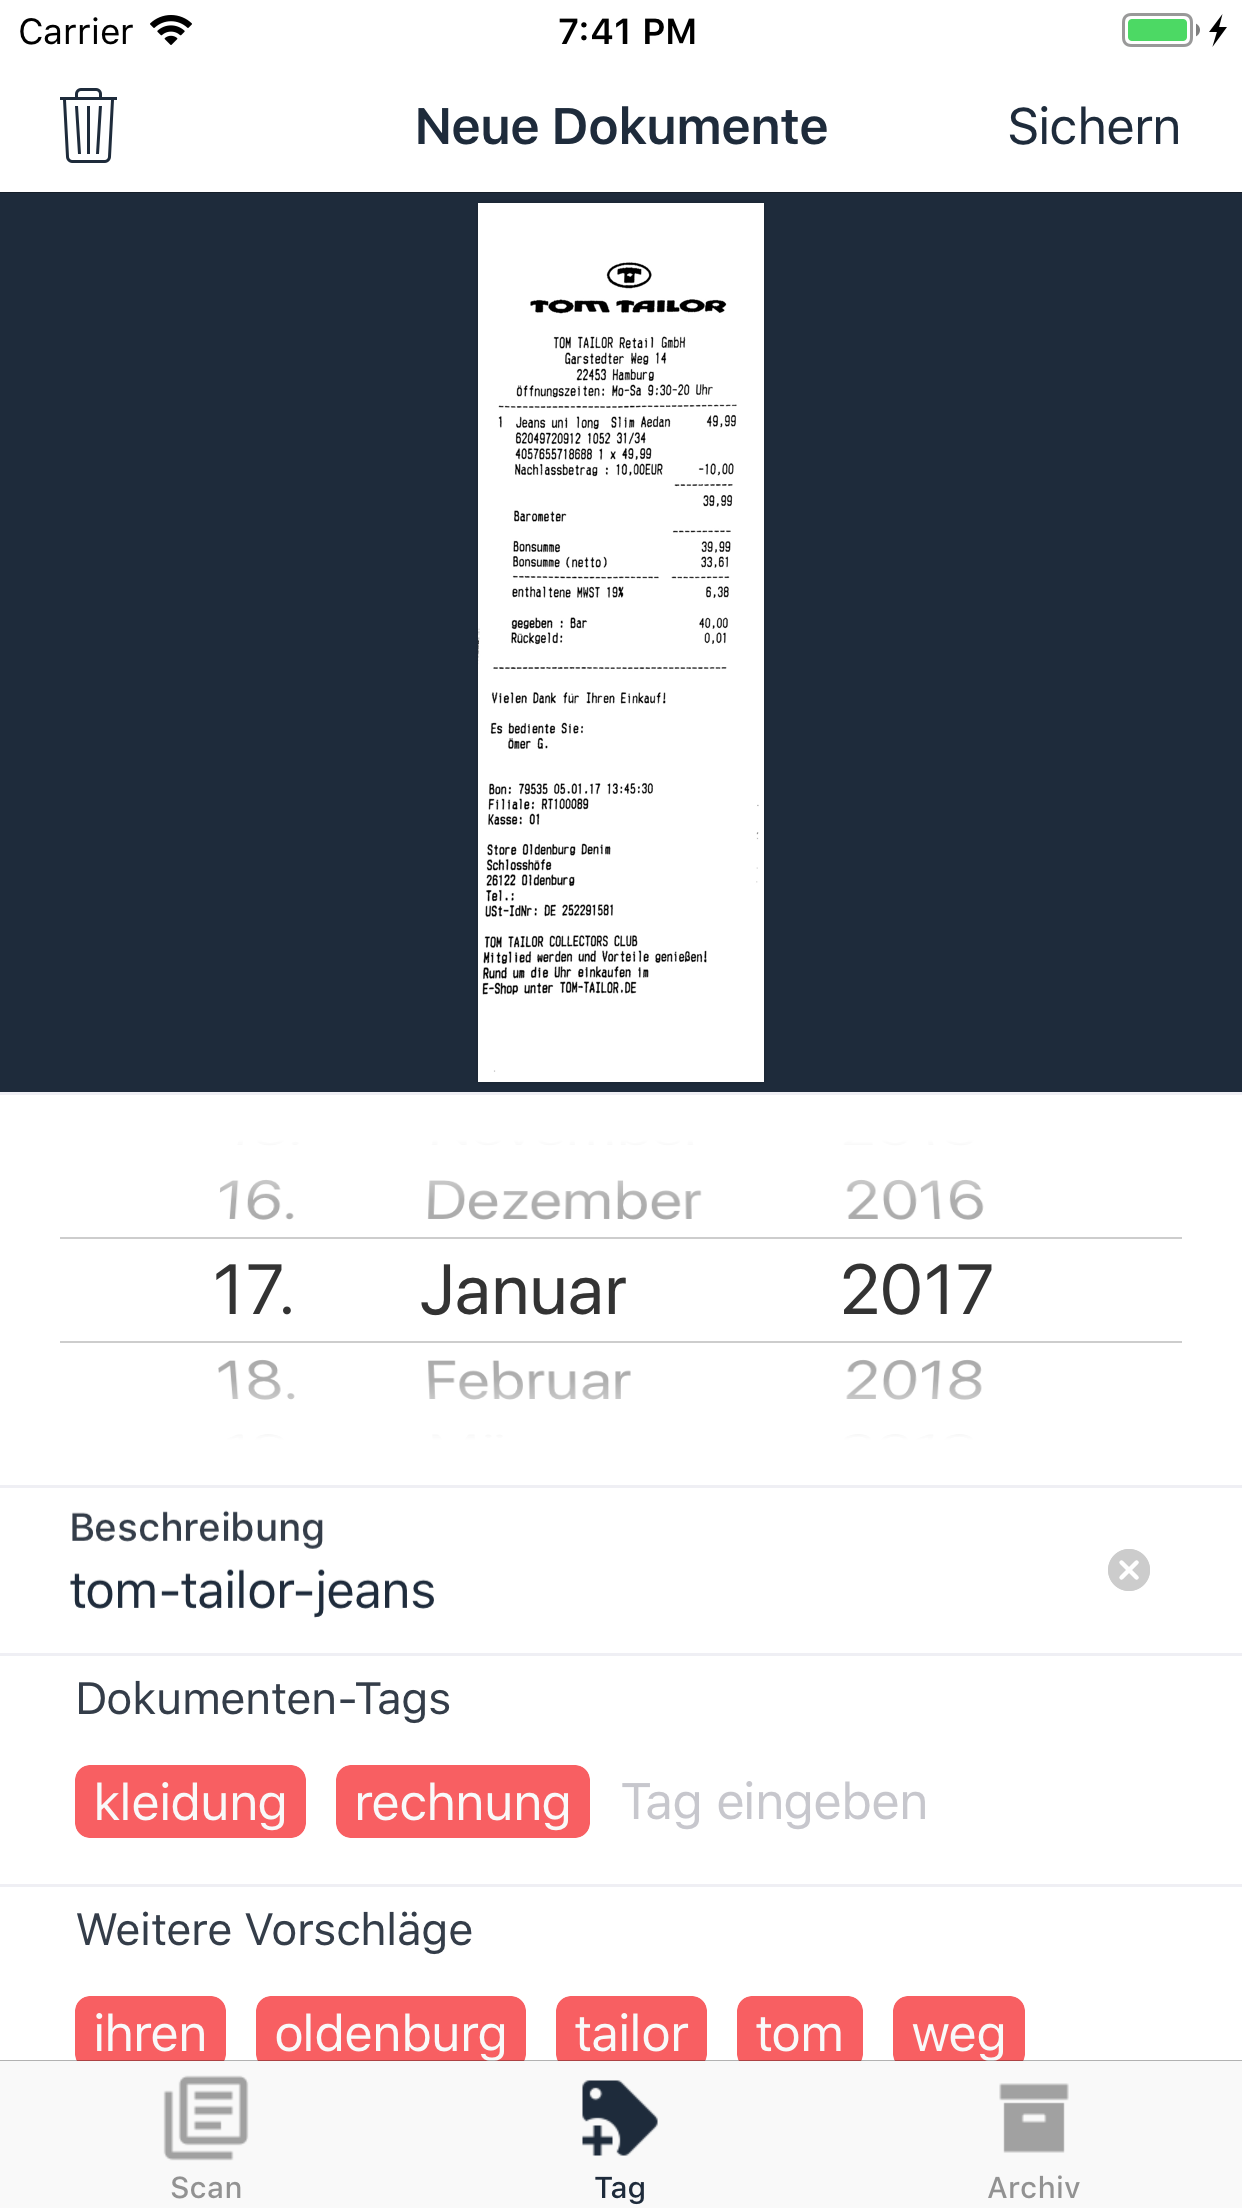 Carrier 7:41 PM
Neue Dokumente Sichern
TOM TAILOR
TOM TAILOR Retail GmbH
Garstedter Weg 14
22453 Hamburg
Öffnungszeiten: Mo-Sa 9:30-20 Uhr
1 Jeans uni long Slim Aedan 49,99
62049720912 1052 31/34
4057655718688 1 x 49,99
Nachlassbetrag : 10,00EUR -10,00
39,99
Barometer
Bonsumme 39,99
Bonsumme (netto) 33,61
enthaltene MWST 19% 6,38
gegeben : Bar 40,00
Rückgeld: 0,01
Vielen Dank für Ihren Einkauf!
Es bediente Sie:
Ömer G.
Bon: 79535 05.01.17 13:45:30
Filiale: RT100089
Kasse: 01
Store Oldenburg Denim
Schlosshöfe
26122 Oldenburg
Tel.:
USt-IdNr: DE 252291581
TOM TAILOR COLLECTORS CLUB
Mitglied werden und Vorteile genießen!
Rund um die Uhr einkaufen im
E-Shop unter TOM-TAILOR.DE
16. Dezember 2016
17. Januar 2017
18. Februar 2018
Beschreibung
tom-tailor-jeans
Dokumenten-Tags
kleidung rechnung Tag eingeben
Weitere Vorschläge
ihren oldenburg tailor tom weg
Scan Tag Archiv